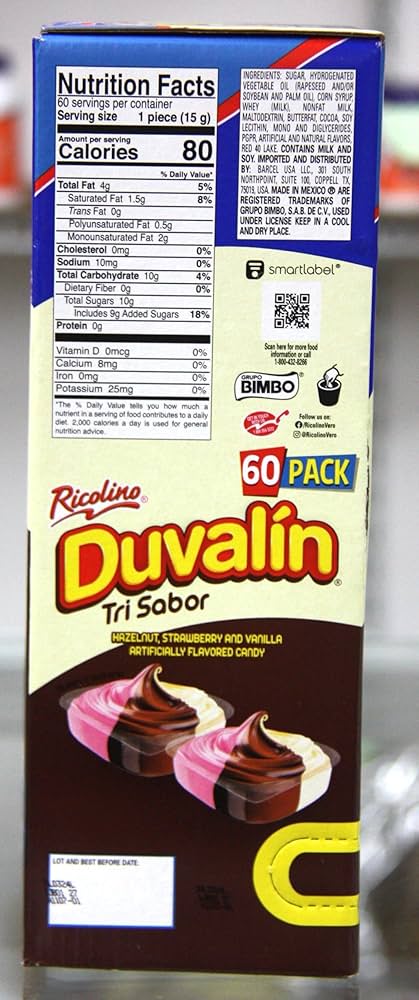 Nutrition Facts
60 servings per container
Serving size 1 piece (15 g)
Amount per serving
Calories 80
% Daily Value*
Total Fat 4g 5%
Saturated Fat 1.5g 8%
Trans Fat 0g
Polyunsaturated Fat 0.5g
Monounsaturated Fat 2g
Cholesterol 0mg 0%
Sodium 10mg 0%
Total Carbohydrate 10g 4%
Dietary Fiber 0g 0%
Total Sugars 10g
Includes 9g Added Sugars 18%
Protein 0g
Vitamin D 0mcg 0%
Calcium 8mg 0%
Iron 0mg 0%
Potassium 25mg 0%
*The % Daily Value tells you how much a
nutrient in a serving of food contributes to a daily
diet. 2,000 calories a day is used for general
nutrition advice.
INGREDIENTS: SUGAR, HYDROGENATED
VEGETABLE OIL (RAPESEED AND/OR
SOYBEAN AND PALM OIL), CORN SYRUP,
WHEY (MILK), NONFAT MILK,
MALTODEXTRIN, BUTTERFAT, COCOA, SOY
LECITHIN, MONO AND DIGLYCERIDES,
PGPR, ARTIFICIAL AND NATURAL FLAVORS,
RED 40 LAKE. CONTAINS MILK AND
SOY. IMPORTED AND DISTRIBUTED
BY: BARCEL USA LLC., 301 SOUTH
NORTHPOINT, SUITE 100, COPPELL TX,
75019, USA. MADE IN MEXICO ® ARE
REGISTERED TRADEMARKS OF
GRUPO BIMBO, S.A.B. DE C.V., USED
UNDER LICENSE KEEP IN A COOL
AND DRY PLACE.
smartlabel®
Scan here for more food
information or call
1-800-432-8266
GRUPO
BIMBO®
GET IN TOUCH
WITH US
Follow us on:
/RicolinoVero
@RicolinoVero
60 PACK
Ricolino®
Duvalín®
Tri Sabor
HAZELNUT, STRAWBERRY AND VANILLA
ARTIFICIALLY FLAVORED CANDY
LOT AND BEST BEFORE DATE: